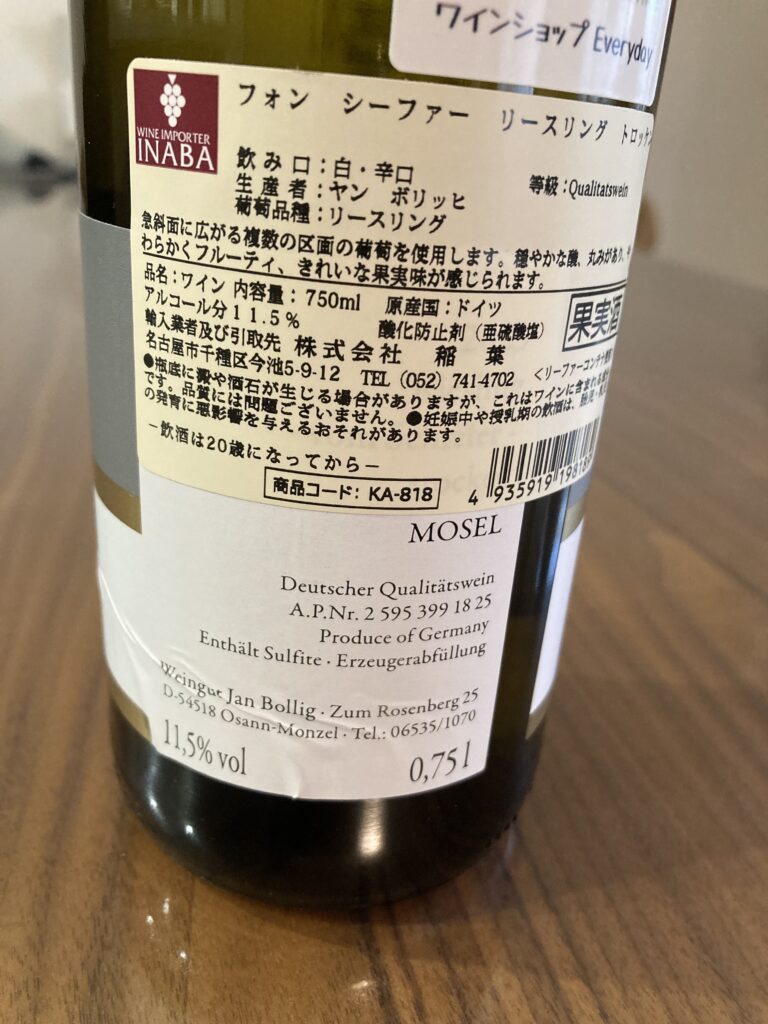 ワインショップ Everyday
WINE IMPORTER
INABA
フォン シーファー リースリング トロッケン
飲み口：白・辛口
等級：Qualitatswein
生産者：ヤン ボリッヒ
葡萄品種：リースリング
急斜面に広がる複数の区画の葡萄を使用します。穏やかな酸、丸みがあり、や
わらかくフルーティ、きれいな果実味が感じられます。
品名：ワイン 内容量：750ml 原産国：ドイツ
アルコール分11.5％ 酸化防止剤（亜硫酸塩）
果実酒
輸入業者及び引取先 株式会社 稲葉
名古屋市千種区今池5-9-12 TEL（052）741-4702
●瓶底に澱や酒石が生じる場合がありますが、これはワインに含まれる
です。品質には問題ございません。●妊娠中や授乳期の飲酒は、胎児・
の発育に悪影響を与えるおそれがあります。
－飲酒は20歳になってから－
商品コード：KA-818
4 935919
MOSEL
Deutscher Qualitätswein
A.P.Nr. 2 595 399 18 25
Produce of Germany
Enthält Sulfite · Erzeugerabfüllung
Weingut Jan Bollig · Zum Rosenberg 25
D-54518 Osann-Monzel · Tel.: 06535/1070
11,5% vol
0,75 l